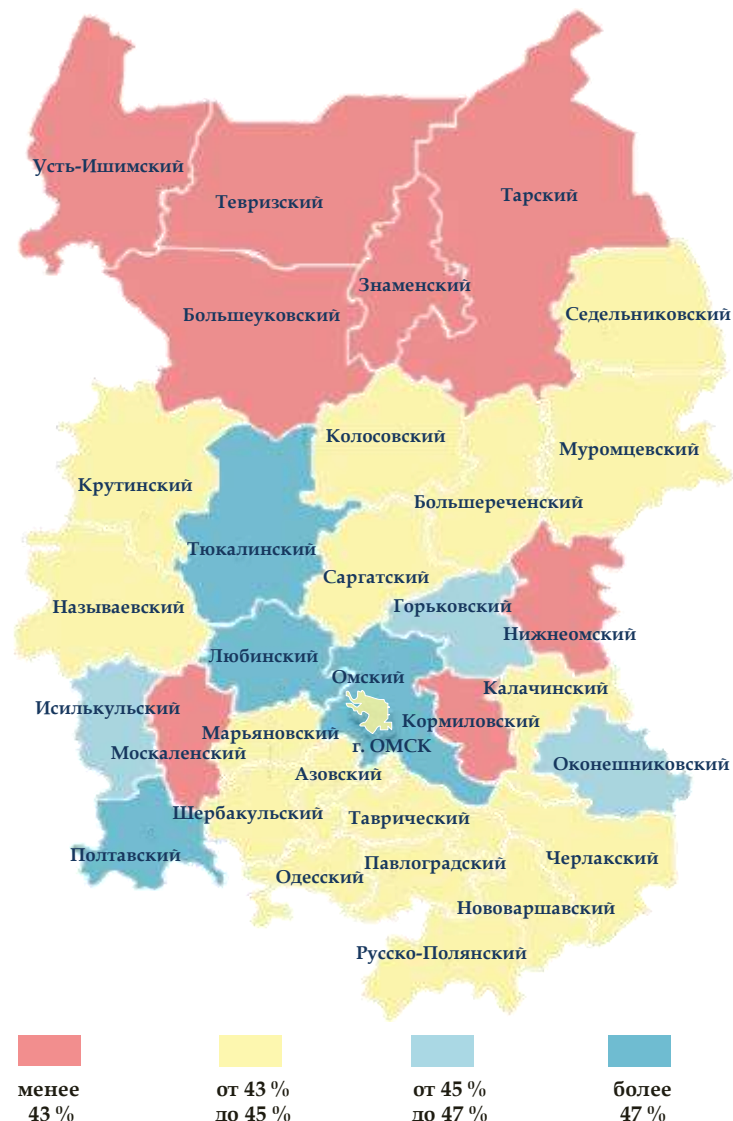 Усть-Ишимский
Тевризский
Тарский
Знаменский
Большеуковский
Седельниковский
Колосовский
Муромцевский
Крутинский
Большереченский
Тюкалинский
Саргатский
Называевский
Горьковский
Нижнеомский
Любинский
Омский
Калачинский
Исилькульский
Кормиловский
Марьяновский
г. ОМСК
Москаленский
Оконешниковский
Азовский
Шербакульский
Таврический
Полтавский
Павлоградский
Черлакский
Одесский
Нововаршавский
Русско-Полянский
менее
43 %
от 43 %
до 45 %
от 45 %
до 47 %
более
47 %